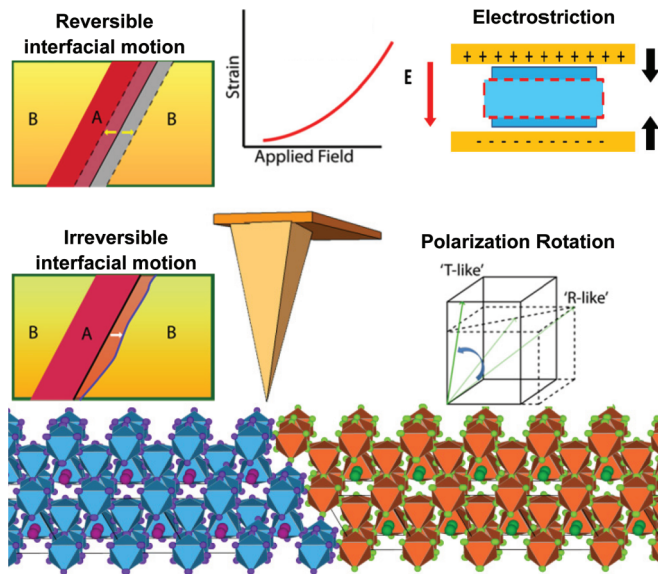 Reversible
interfacial motion
B
A
B
Strain
Applied Field
Electrostriction
+ + + + + + + + + + +
E
- - - - - - - - - -
Irreversible
interfacial motion
B
A
B
Polarization Rotation
'T-like'
'R-like'